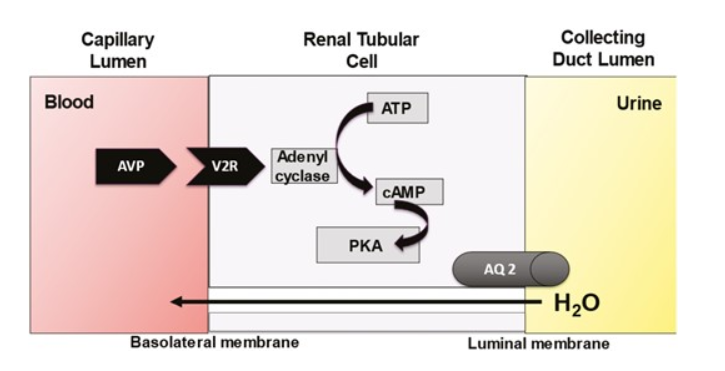 Capillary
Lumen
Renal Tubular
Cell
Collecting
Duct Lumen
Blood
Urine
ATP
AVP
V2R
Adenyl
cyclase
cAMP
PKA
AQ 2
H₂O
Basolateral membrane
Luminal membrane